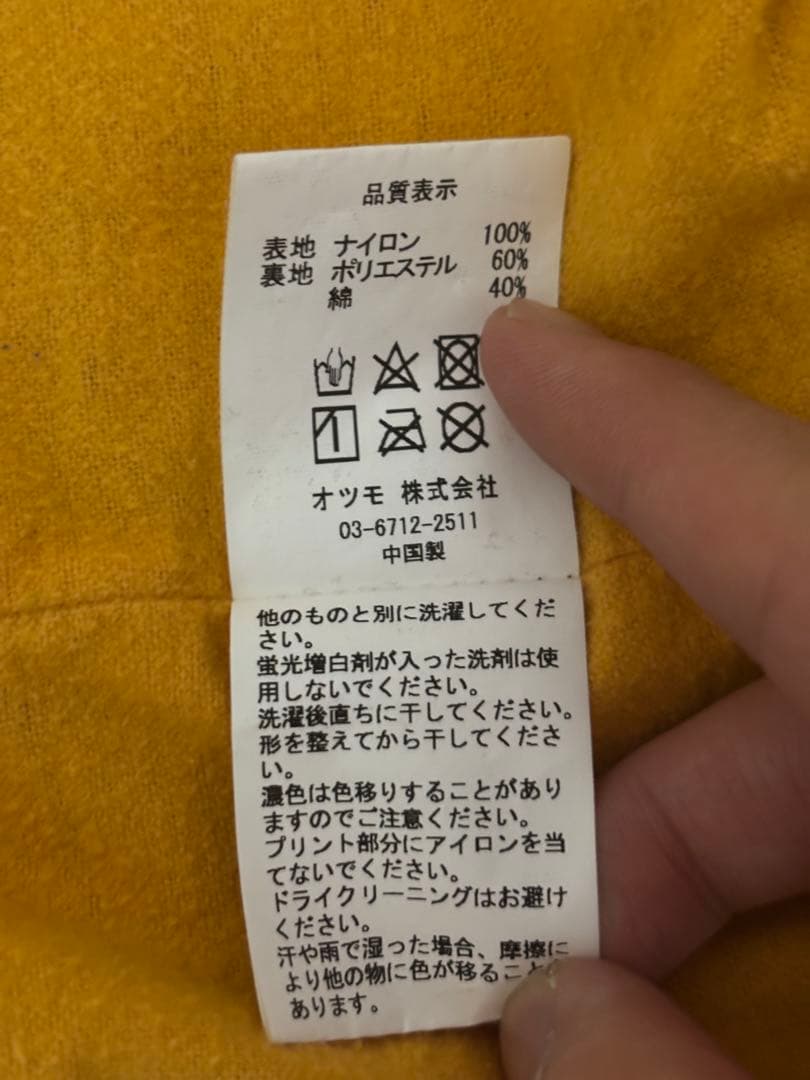 品質表示
表地 ナイロン 100%
裏地 ポリエステル 60%
綿 40%
オツモ 株式会社
03-6712-2511
中国製
他のものと別に洗濯してくだ
さい。
蛍光増白剤が入った洗剤は使
用しないでください。
洗濯後直ちに干してください。
形を整えてから干してくださ
い。
濃色は色移りすることがあり
ますのでご注意ください。
プリント部分にアイロンを当
てないでください。
ドライクリーニングはお避け
ください。
汗や雨で湿った場合、摩擦に
より他の物に色が移ること
あります。